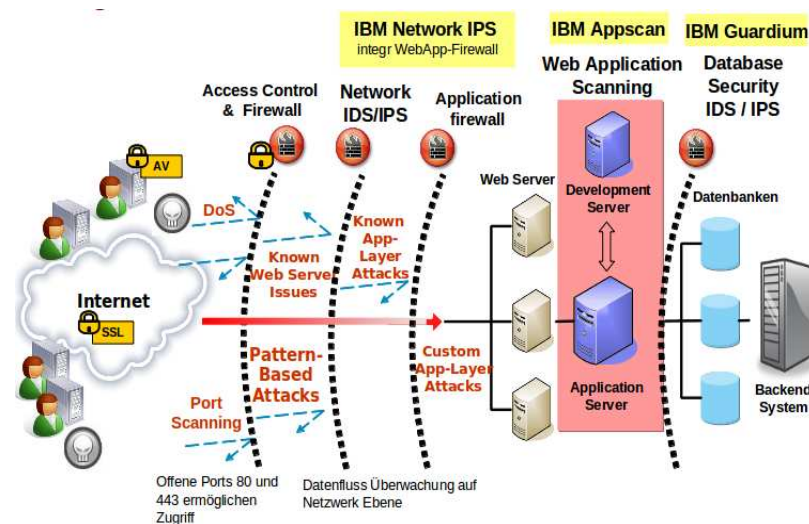 IBM Network IPS
integr WebApp-Firewall
IBM Appscan
IBM Guardium
Access Control
& Firewall
Network
IDS/IPS
Application
firewall
Web Application
Scanning
Database
Security
IDS / IPS
AV
DoS
Known
App-
Layer
Attacks
Known
Web Server
Issues
Web Server
Development
Server
Datenbanken
Internet
SSL
Pattern-
Based
Attacks
Custom
App-Layer
Attacks
Port
Scanning
Application
Server
Backend
System
Offene Ports 80 und
443 ermöglichen
Zugriff
Datenfluss Überwachung auf
Netzwerk Ebene